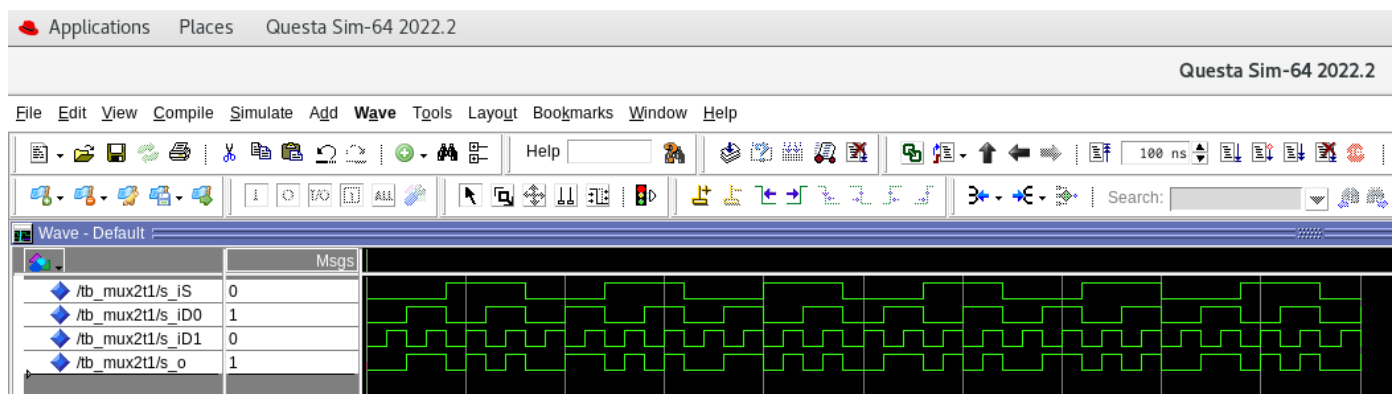 Applications Places Questa Sim-64 2022.2
Questa Sim-64 2022.2
File Edit View Compile Simulate Add Wave Tools Layout Bookmarks Window Help
Help 100 ns
I O I/O ALL Search:
Wave - Default
Msgs
/tb_mux2t1/s_iS 0
/tb_mux2t1/s_iD0 1
/tb_mux2t1/s_iD1 0
/tb_mux2t1/s_o 1